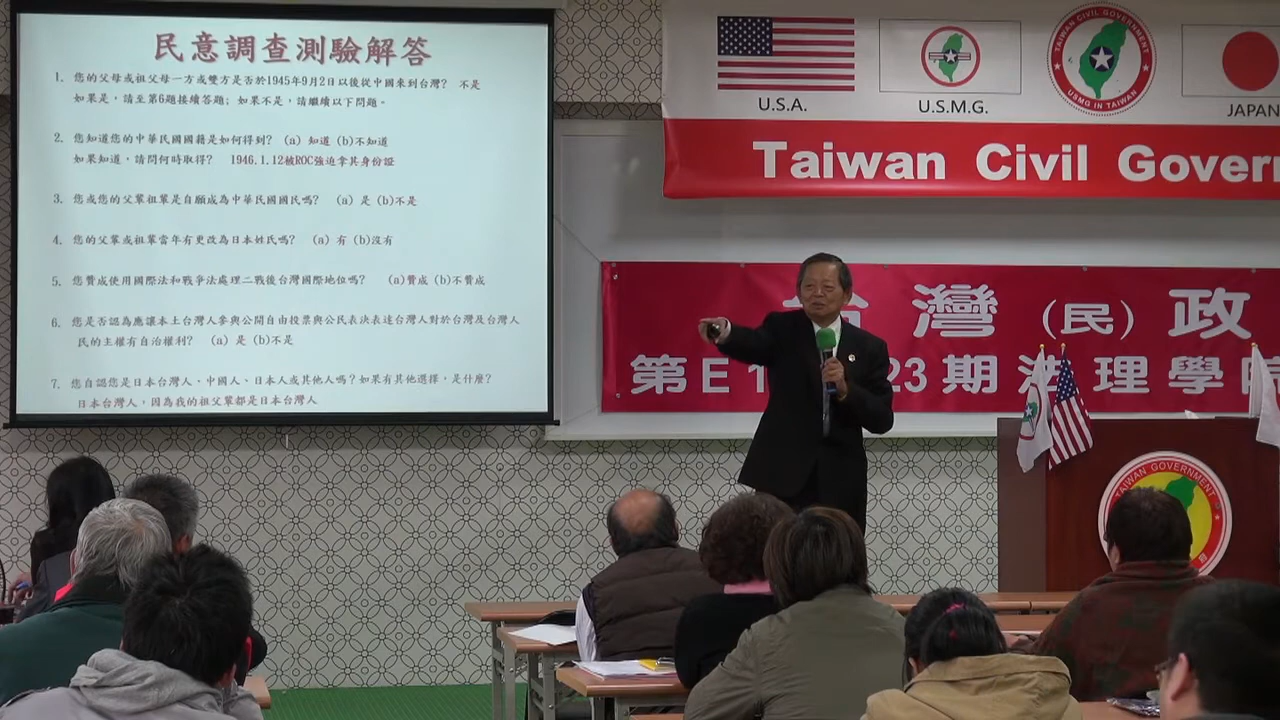 民意調查測驗解答
1. 您的父母或祖父母一方或雙方是否於1945年9月2日以後從中國來到台灣? 不是
如果是,請至第6題接續答題; 如果不是,請繼續以下問題。
2. 您知道您的中華民國國籍是如何得到? (a) 知道 (b)不知道
如果知道,請問何時取得? 1946.1.12被ROC強迫拿其身份證
3. 您或您的父輩祖輩是自願成為中華民國國民嗎? (a) 是 (b)不是
4. 您的父輩或祖輩當年有更改為日本姓氏嗎? (a) 有 (b)沒有
5. 您贊成使用國際法和戰爭法處理二戰後台灣國際地位嗎? (a)贊成 (b)不贊成
6. 您是否認為應讓本土台灣人參與公開自由投票與公民表決表達台灣人對於台灣及台灣人
民的主權有自治權利? (a) 是 (b)不是
7. 您自認您是日本台灣人、中國人、日本人或其他人嗎?如果有其他選擇,是什麼?
日本台灣人,因為我的祖父輩都是日本台灣人
U.S.A.
U.S.M.G.
TAIWAN CIVIL GOVERNMENT
USMG IN TAIWAN
JAPAN
Taiwan Civil Govern
台灣(民)政
第E1 23期法理學院
TAIWAN GOVERNMENT